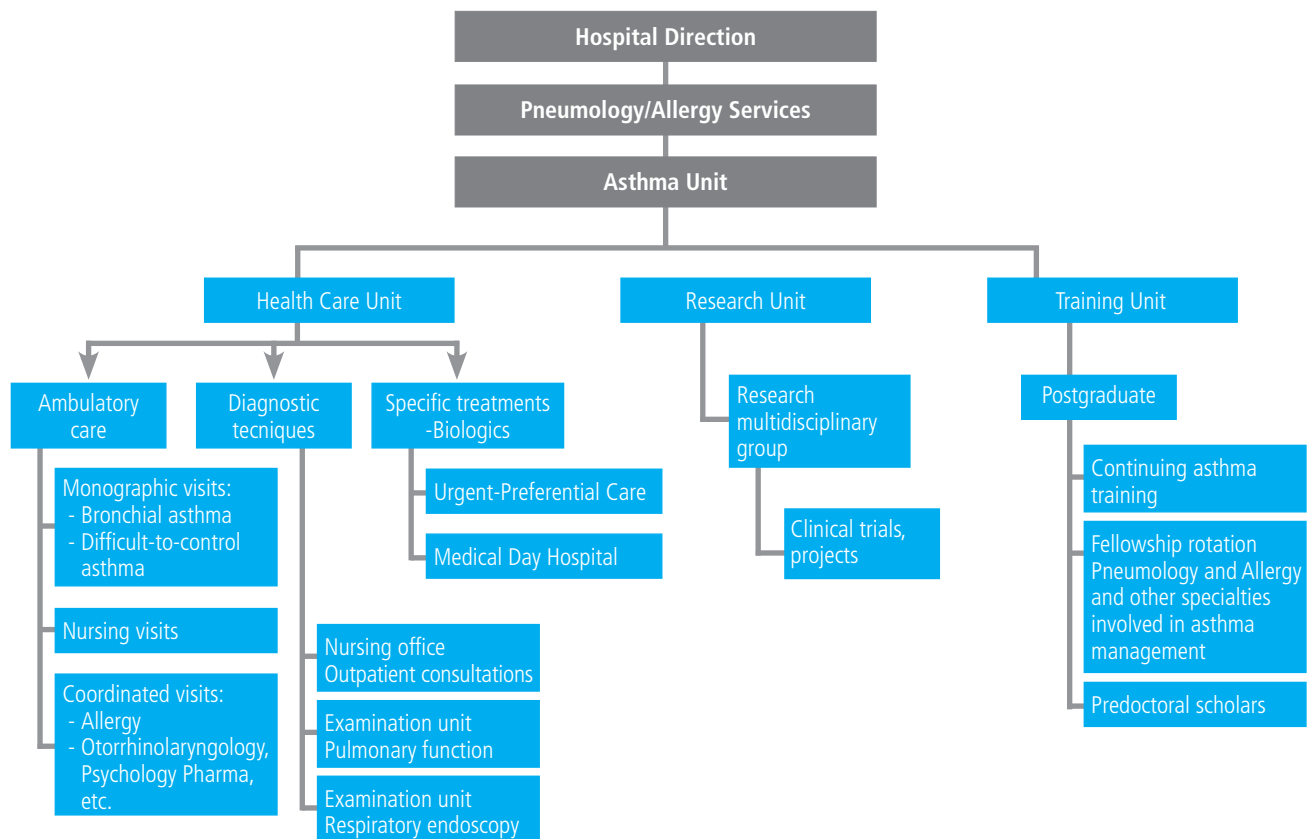 Hospital Direction
Pneumology/Allergy Services
Asthma Unit
Health Care Unit
Research Unit
Training Unit
Ambulatory
care
Diagnostic
tecniques
Specific treatments
-Biologics
Monographic visits:
- Bronchial asthma
- Difficult-to-control
asthma
Nursing visits
Coordinated visits:
- Allergy
- Otorrhinolaryngology,
Psychology Pharma,
etc.
Nursing office
Outpatient consultations
Examination unit
Pulmonary function
Examination unit
Respiratory endoscopy
Urgent-Preferential Care
Medical Day Hospital
Research
multidisciplinary
group
Clinical trials,
projects
Postgraduate
Continuing asthma
training
Fellowship rotation
Pneumology and Allergy
and other specialties
involved in asthma
management
Predoctoral scholars